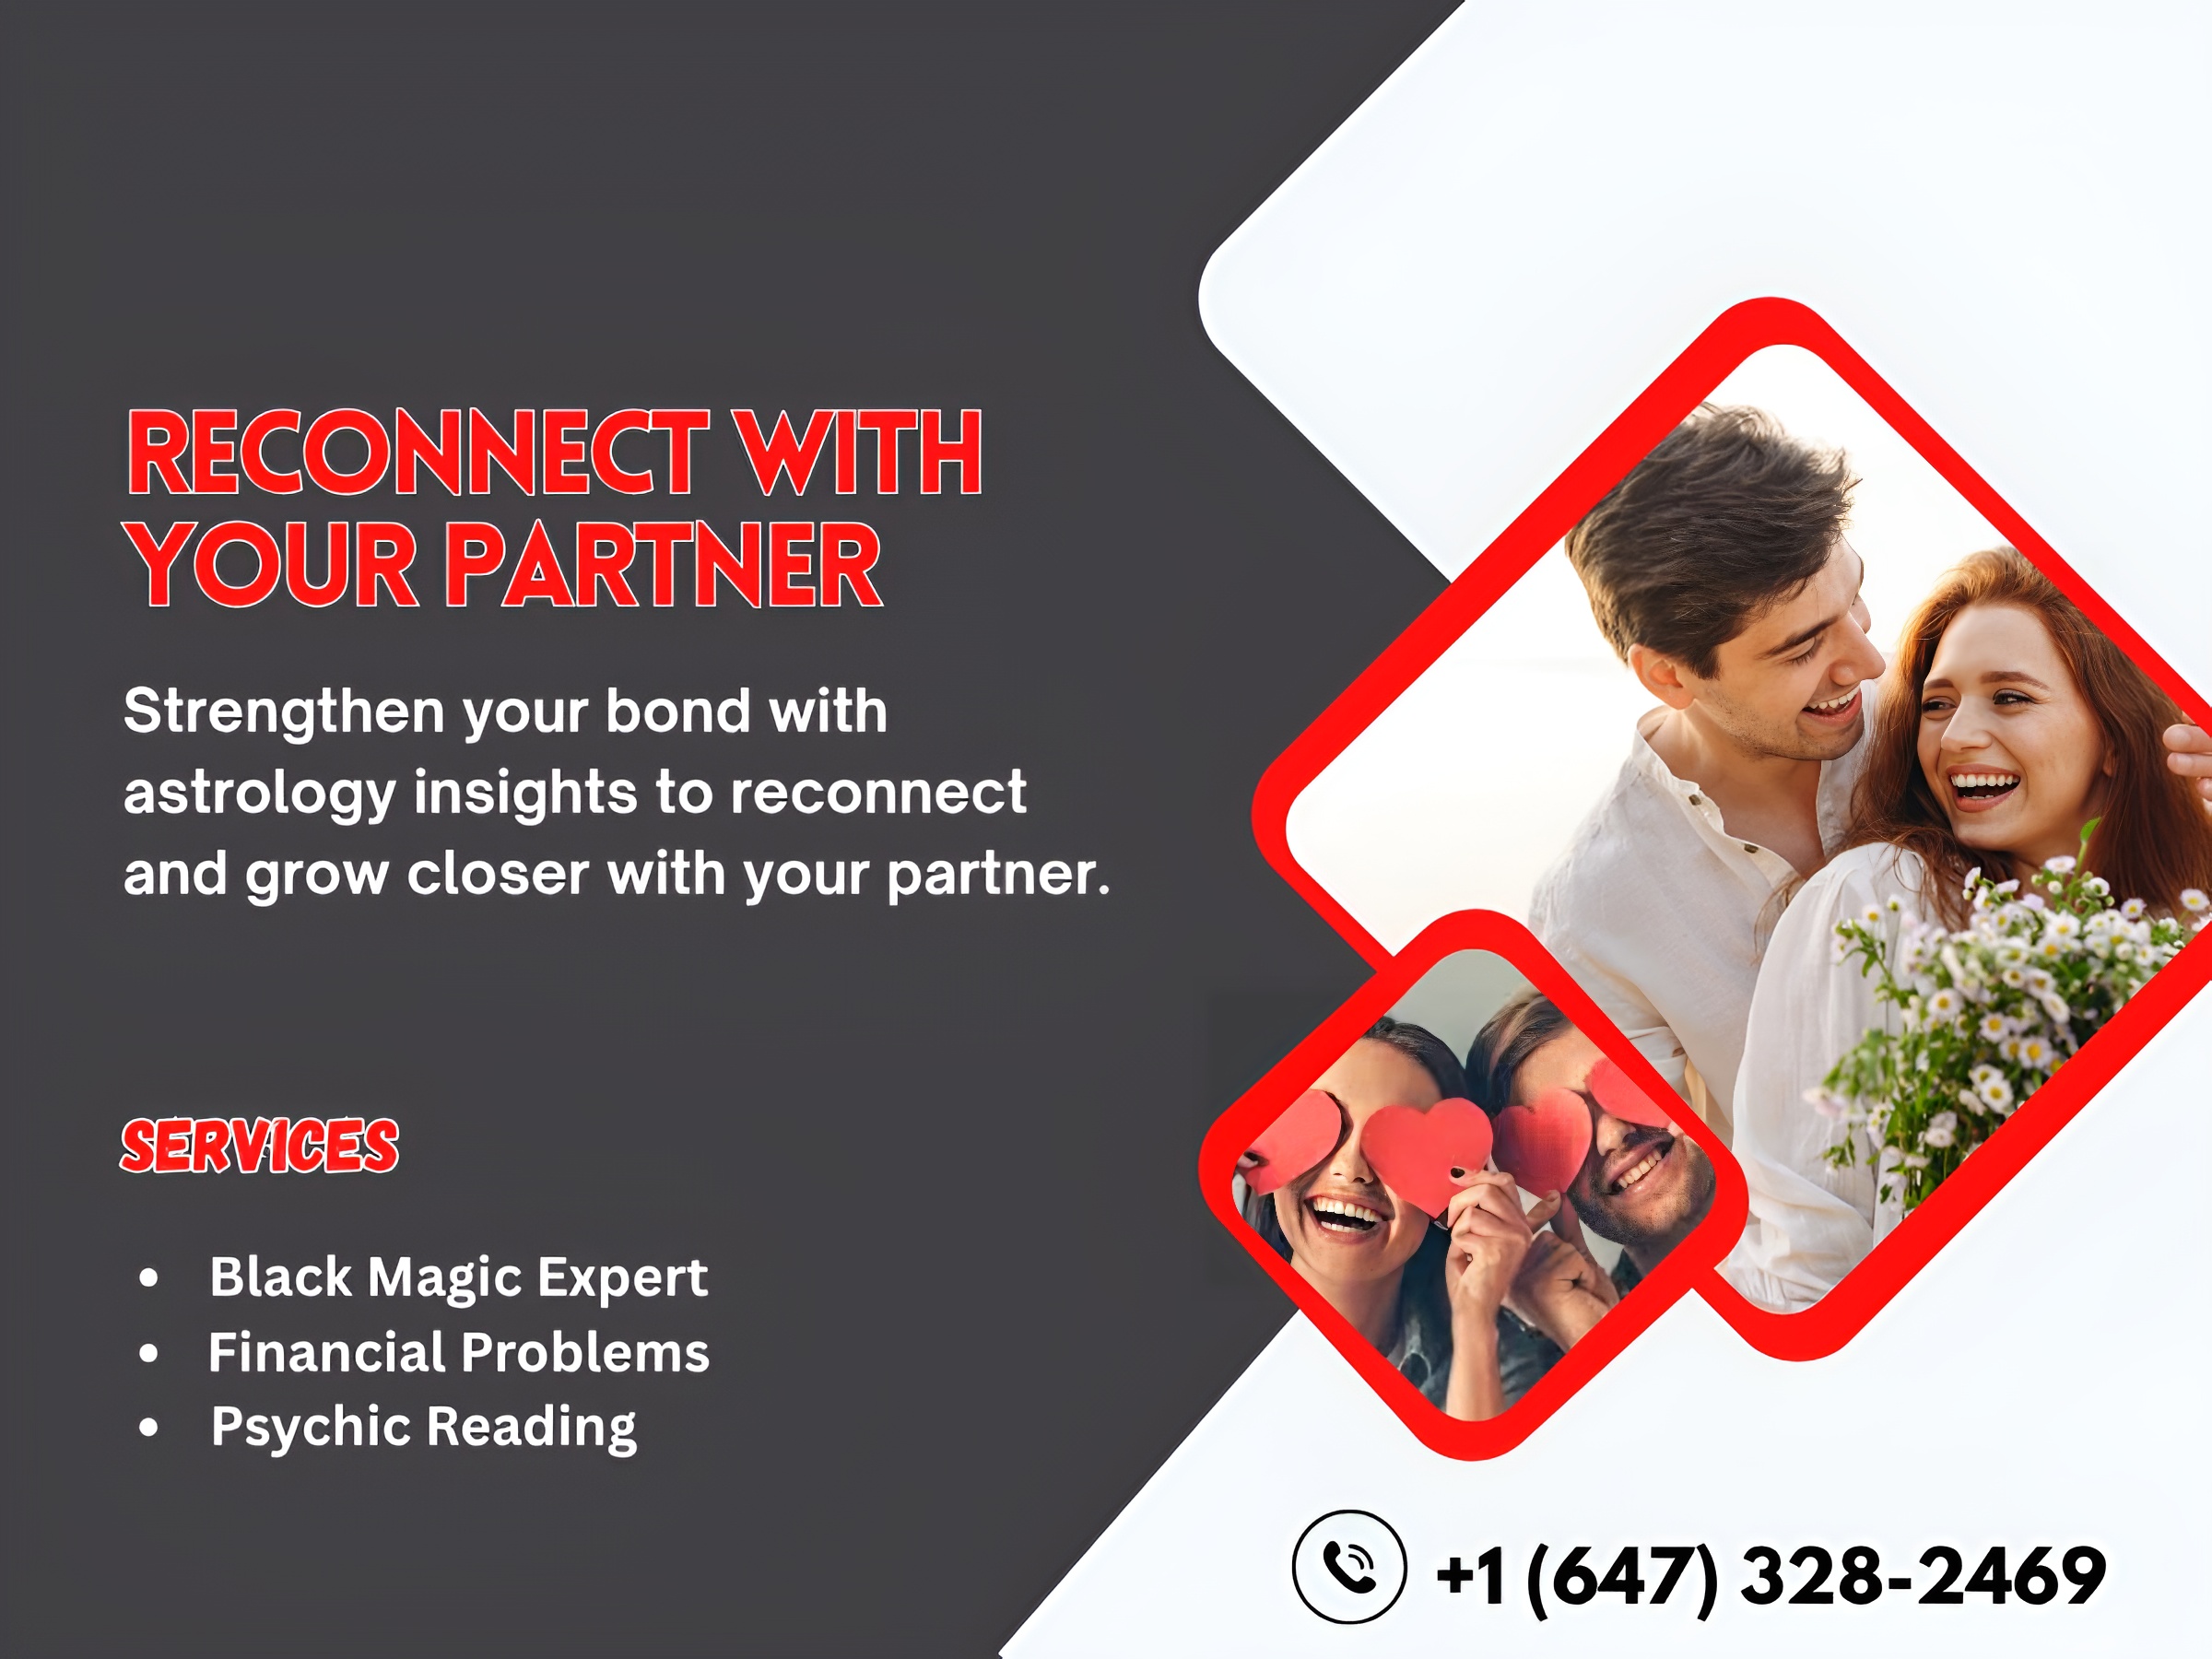 RECONNECT WITH
YOUR PARTNER
Strengthen your bond with
astrology insights to reconnect
and grow closer with your partner.
SERVICES
• Black Magic Expert
• Financial Problems
• Psychic Reading
+1 (647) 328-2469